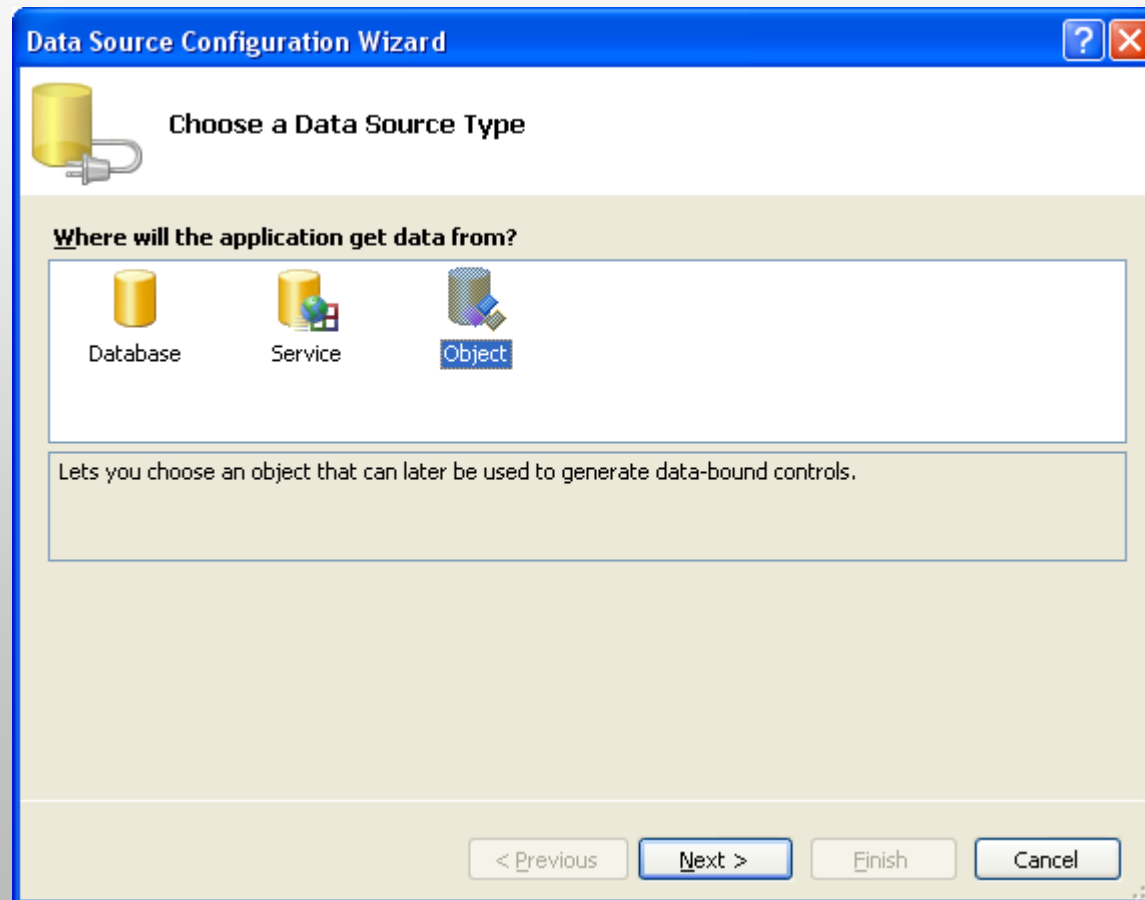 Data Source Configuration Wizard
?
Choose a Data Source Type
Where will the application get data from?
Database Service Object
Lets you choose an object that can later be used to generate data-bound controls.
< Previous Next > Finish Cancel